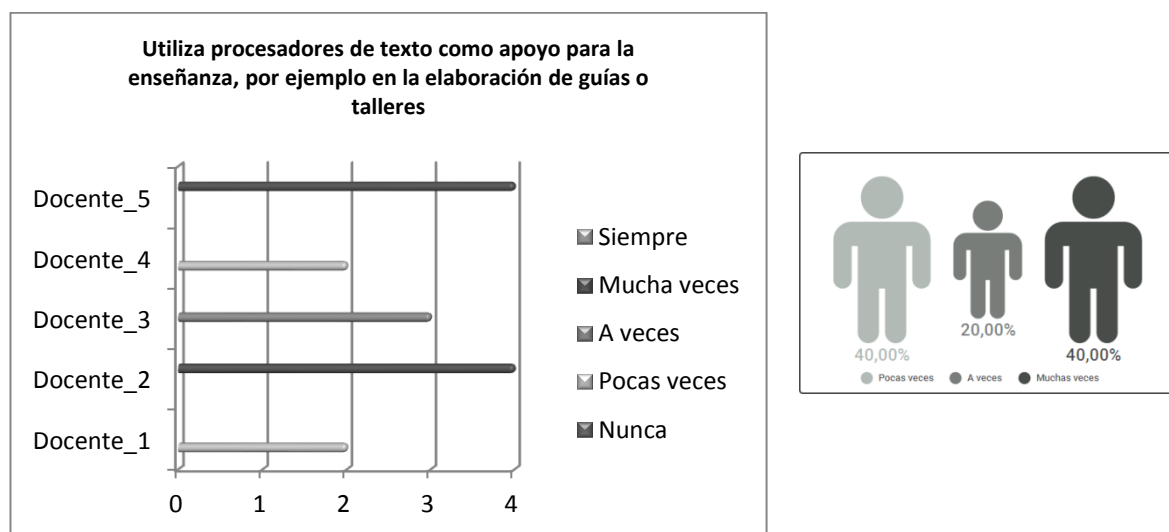 Utiliza procesadores de texto como apoyo para la
enseñanza, por ejemplo en la elaboración de guías o
talleres
Docente_5
Docente_4
Docente_3
Docente_2
Docente_1
0 1 2 3 4
Siempre
Mucha veces
A veces
Pocas veces
Nunca
20,00%
40,00% 40,00%
Pocas veces A veces Muchas veces